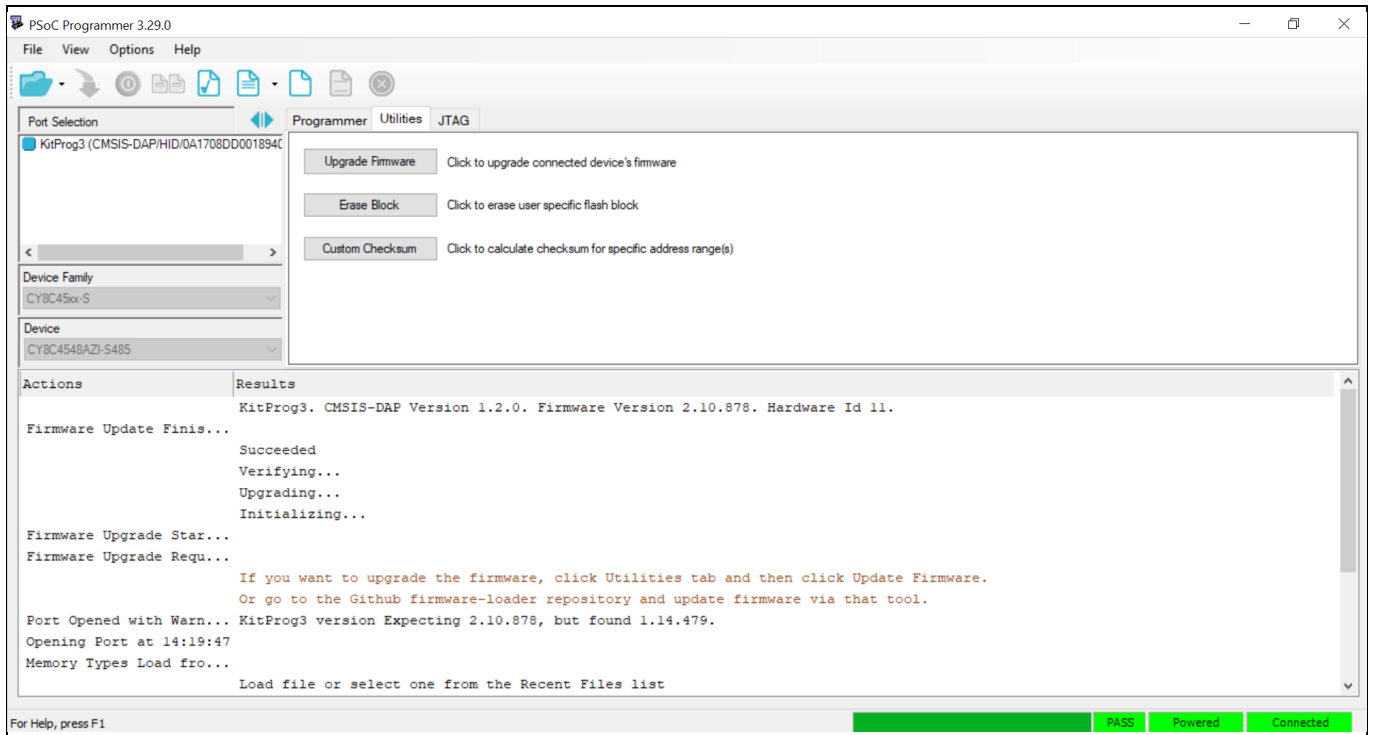 PSoC Programmer 3.29.0
File View Options Help
Port Selection
KitProg3 (CMSIS-DAP/HID/0A1708DD0018940
Device Family
CY8C45xx-S
Device
CY8C4548AZI-S485
Programmer Utilities JTAG
Upgrade Firmware Click to upgrade connected device's firmware
Erase Block Click to erase user specific flash block
Custom Checksum Click to calculate checksum for specific address range(s)
Actions Results
KitProg3. CMSIS-DAP Version 1.2.0. Firmware Version 2.10.878. Hardware Id 11.
Firmware Update Finis...
Succeeded
Verifying...
Upgrading...
Initializing...
Firmware Upgrade Star...
Firmware Upgrade Requ...
If you want to upgrade the firmware, click Utilities tab and then click Update Firmware.
Or go to the Github firmware-loader repository and update firmware via that tool.
Port Opened with Warn... KitProg3 version Expecting 2.10.878, but found 1.14.479.
Opening Port at 14:19:47
Memory Types Load fro...
Load file or select one from the Recent Files list
For Help, press F1
PASS Powered Connected